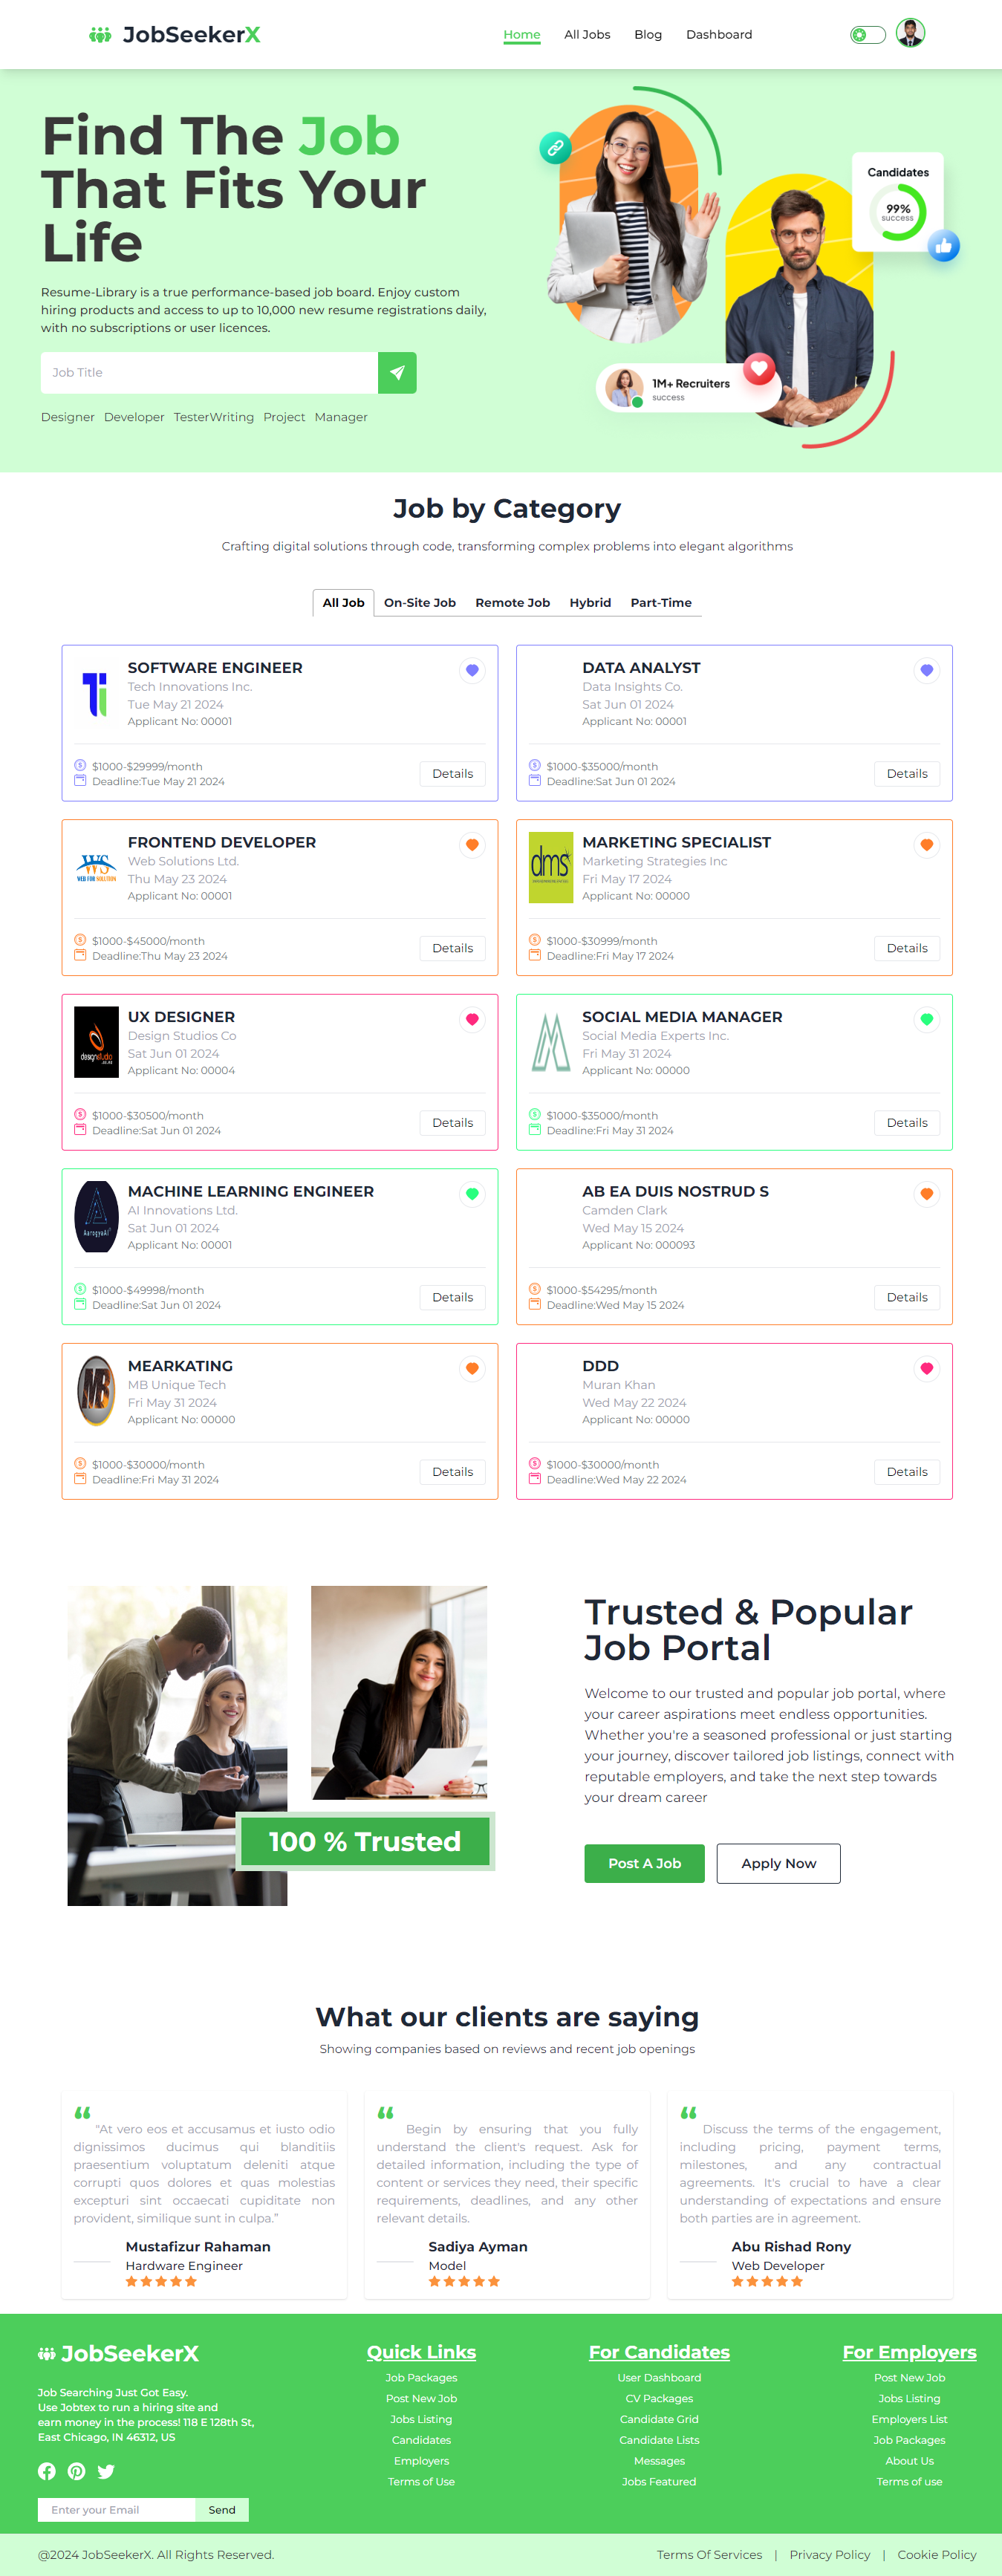 JobSeekerX
Home All Jobs Blog Dashboard
Find The Job
That Fits Your
Life
Resume-Library is a true performance-based job board. Enjoy custom
hiring products and access to up to 10,000 new resume registrations daily,
with no subscriptions or user licences.
Job Title
Designer Developer TesterWriting Project Manager
Candidates
99%
success
1M+ Recruiters
success
Job by Category
Crafting digital solutions through code, transforming complex problems into elegant algorithms
All Job On-Site Job Remote Job Hybrid Part-Time
SOFTWARE ENGINEER
Tech Innovations Inc.
Tue May 21 2024
Applicant No: 00001
$1000-$29999/month
Deadline:Tue May 21 2024
Details
DATA ANALYST
Data Insights Co.
Sat Jun 01 2024
Applicant No: 00001
$1000-$35000/month
Deadline:Sat Jun 01 2024
Details
WS
WEB FOR SOLUTION
FRONTEND DEVELOPER
Web Solutions Ltd.
Thu May 23 2024
Applicant No: 00001
$1000-$45000/month
Deadline:Thu May 23 2024
Details
dms
MARKETING SPECIALIST
Marketing Strategies Inc
Fri May 17 2024
Applicant No: 00000
$1000-$30999/month
Deadline:Fri May 17 2024
Details
designstudio
UX DESIGNER
Design Studios Co
Sat Jun 01 2024
Applicant No: 00004
$1000-$30500/month
Deadline:Sat Jun 01 2024
Details
SOCIAL MEDIA MANAGER
Social Media Experts Inc.
Fri May 31 2024
Applicant No: 00000
$1000-$35000/month
Deadline:Fri May 31 2024
Details
AarogyaAI
MACHINE LEARNING ENGINEER
AI Innovations Ltd.
Sat Jun 01 2024
Applicant No: 00001
$1000-$49998/month
Deadline:Sat Jun 01 2024
Details
AB EA DUIS NOSTRUD S
Camden Clark
Wed May 15 2024
Applicant No: 000093
$1000-$54295/month
Deadline:Wed May 15 2024
Details
MB
MEARKATING
MB Unique Tech
Fri May 31 2024
Applicant No: 00000
$1000-$30000/month
Deadline:Fri May 31 2024
Details
DDD
Muran Khan
Wed May 22 2024
Applicant No: 00000
$1000-$30000/month
Deadline:Wed May 22 2024
Details
100 % Trusted
Trusted & Popular
Job Portal
Welcome to our trusted and popular job portal, where
your career aspirations meet endless opportunities.
Whether you're a seasoned professional or just starting
your journey, discover tailored job listings, connect with
reputable employers, and take the next step towards
your dream career
Post A Job Apply Now
What our clients are saying
Showing companies based on reviews and recent job openings
“At vero eos et accusamus et iusto odio
dignissimos ducimus qui blanditiis
praesentium voluptatum deleniti atque
corrupti quos dolores et quas molestias
excepturi sint occaecati cupiditate non
provident, similique sunt in culpa.”
Mustafizur Rahaman
Hardware Engineer
Begin by ensuring that you fully
understand the client's request. Ask for
detailed information, including the type of
content or services they need, their specific
requirements, deadlines, and any other
relevant details.
Sadiya Ayman
Model
Discuss the terms of the engagement,
including pricing, payment terms,
milestones, and any contractual
agreements. It's crucial to have a clear
understanding of expectations and ensure
both parties are in agreement.
Abu Rishad Rony
Web Developer
JobSeekerX
Job Searching Just Got Easy.
Use Jobtex to run a hiring site and
earn money in the process! 118 E 128th St,
East Chicago, IN 46312, US
Enter your Email Send
Quick Links
Job Packages
Post New Job
Jobs Listing
Candidates
Employers
Terms of Use
For Candidates
User Dashboard
CV Packages
Candidate Grid
Candidate Lists
Messages
Jobs Featured
For Employers
Post New Job
Jobs Listing
Employers List
Job Packages
About Us
Terms of use
@2024 JobSeekerX. All Rights Reserved.
Terms Of Services | Privacy Policy | Cookie Policy